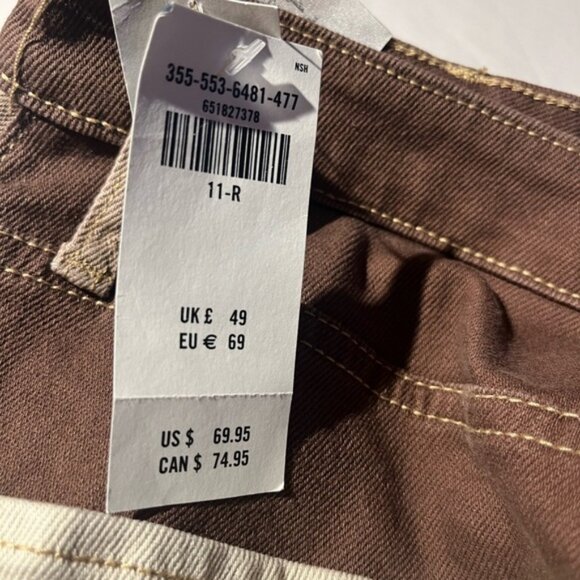 NSH
355-553-6481-477
651827378
11-R
UK £ 49
EU € 69
US $ 69.95
CAN $ 74.95